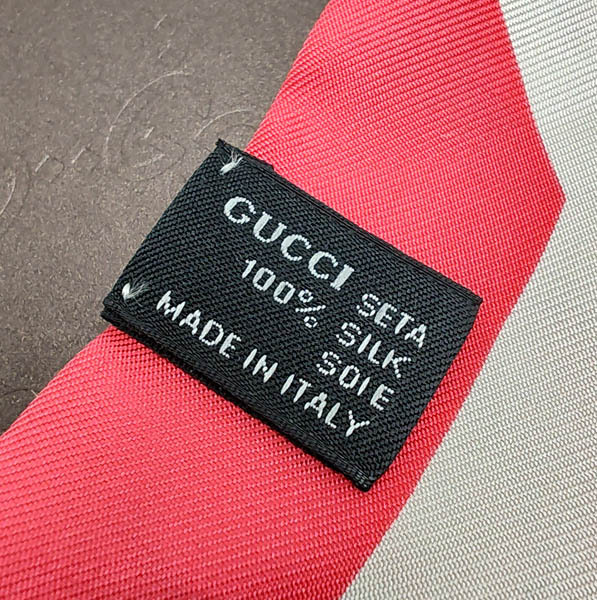 GUCCI
SETA
100% SILK
SOIE
MADE IN ITALY